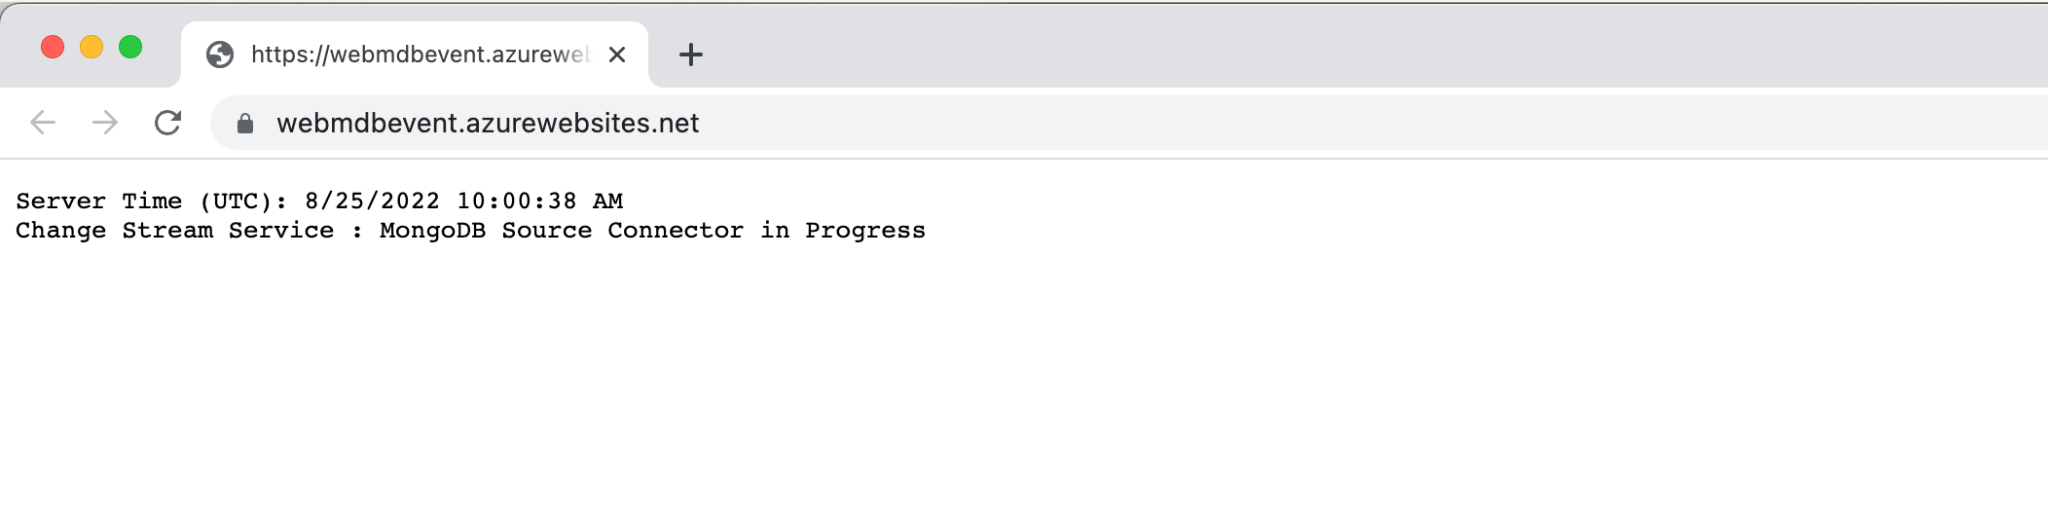 https://webmdbevent.azureweb
webmdbevent.azurewebsites.net
Server Time (UTC): 8/25/2022 10:00:38 AM
Change Stream Service : MongoDB Source Connector in Progress